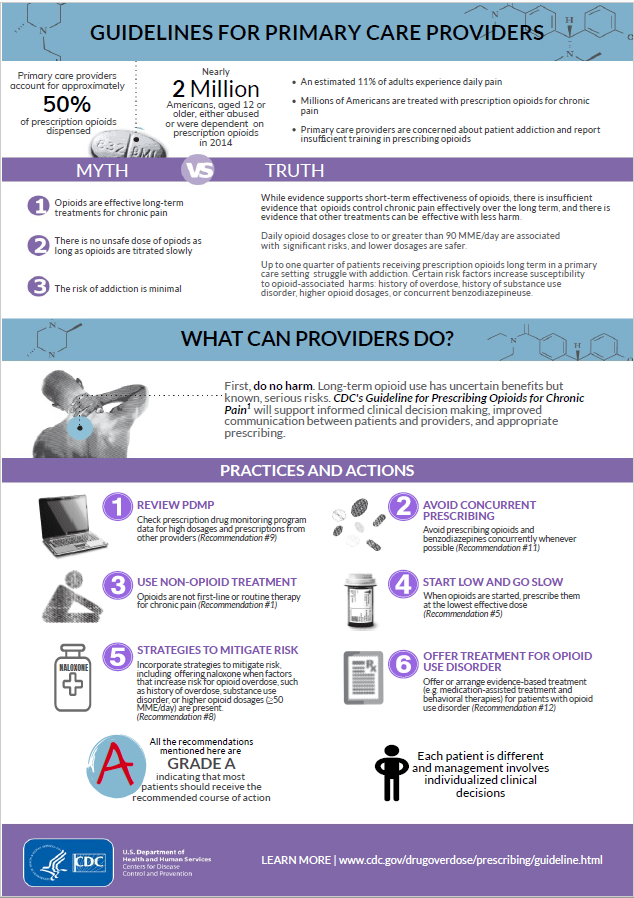 GUIDELINES FOR PRIMARY CARE PROVIDERS
Primary care providers
account for approximately
50%
of prescription opioids
dispensed
Nearly
2 Million
Americans, aged 12 or
older, either abused
or were dependent on
prescription opioids
in 2014
• An estimated 11% of adults experience daily pain
• Millions of Americans are treated with prescription opioids for chronic
pain
• Primary care providers are concerned about patient addiction and report
insufficient training in prescribing opioids
MYTH
VS
TRUTH
1
Opioids are effective long-term
treatments for chronic pain
While evidence supports short-term effectiveness of opioids, there is insufficient
evidence that opioids control chronic pain effectively over the long term, and there is
evidence that other treatments can be effective with less harm.
2
There is no unsafe dose of opiods as
long as opioids are titrated slowly
Daily opioid dosages close to or greater than 90 MME/day are associated
with significant risks, and lower dosages are safer.
3
The risk of addiction is minimal
Up to one quarter of patients receiving prescription opioids long term in a primary
care setting struggle with addiction. Certain risk factors increase susceptibility
to opioid-associated harms: history of overdose, history of substance use
disorder, higher opioid dosages, or concurrent benzodiazepineuse.
WHAT CAN PROVIDERS DO?
First, do no harm. Long-term opioid use has uncertain benefits but
known, serious risks. CDC's Guideline for Prescribing Opioids for Chronic
Pain¹ will support informed clinical decision making, improved
communication between patients and providers, and appropriate
prescribing.
PRACTICES AND ACTIONS
1
REVIEW PDMP
Check prescription drug monitoring program
data for high dosages and prescriptions from
other providers (Recommendation #9)
2
AVOID CONCURRENT
PRESCRIBING
Avoid prescribing opioids and
benzodiazepines concurrently whenever
possible (Recommendation #11)
3
USE NON-OPIOID TREATMENT
Opioids are not first-line or routine therapy
for chronic pain (Recommendation #1)
4
START LOW AND GO SLOW
When opioids are started, prescribe them
at the lowest effective dose
(Recommendation #5)
NALOXONE
5
STRATEGIES TO MITIGATE RISK
Incorporate strategies to mitigate risk,
including offering naloxone when factors
that increase risk for opioid overdose, such
as history of overdose, substance use
disorder, or higher opioid dosages (≥50
MME/day) are present
(Recommendation #8)
Rx
6
OFFER TREATMENT FOR OPIOID
USE DISORDER
Offer or arrange evidence-based treatment
(e.g. medication-assisted treatment and
behavioral therapies) for patients with opioid
use disorder (Recommendation #12)
A
All the recommendations
mentioned here are
GRADE A
indicating that most
patients should receive the
recommended course of action
Each patient is different
and management involves
individualized clinical
decisions
CDC
U.S. Department of
Health and Human Services
Centers for Disease
Control and Prevention
LEARN MORE | www.cdc.gov/drugoverdose/prescribing/guideline.html